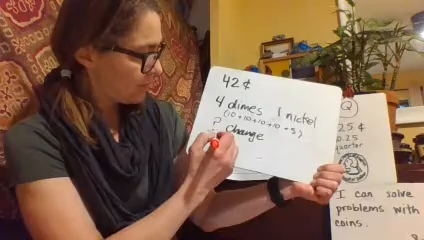 42 ¢
4 dimes 1 nickel
(10+10+10+10+5)
? change
Q
25 ¢
0.25
quarter
I can solve
problems with
coins.